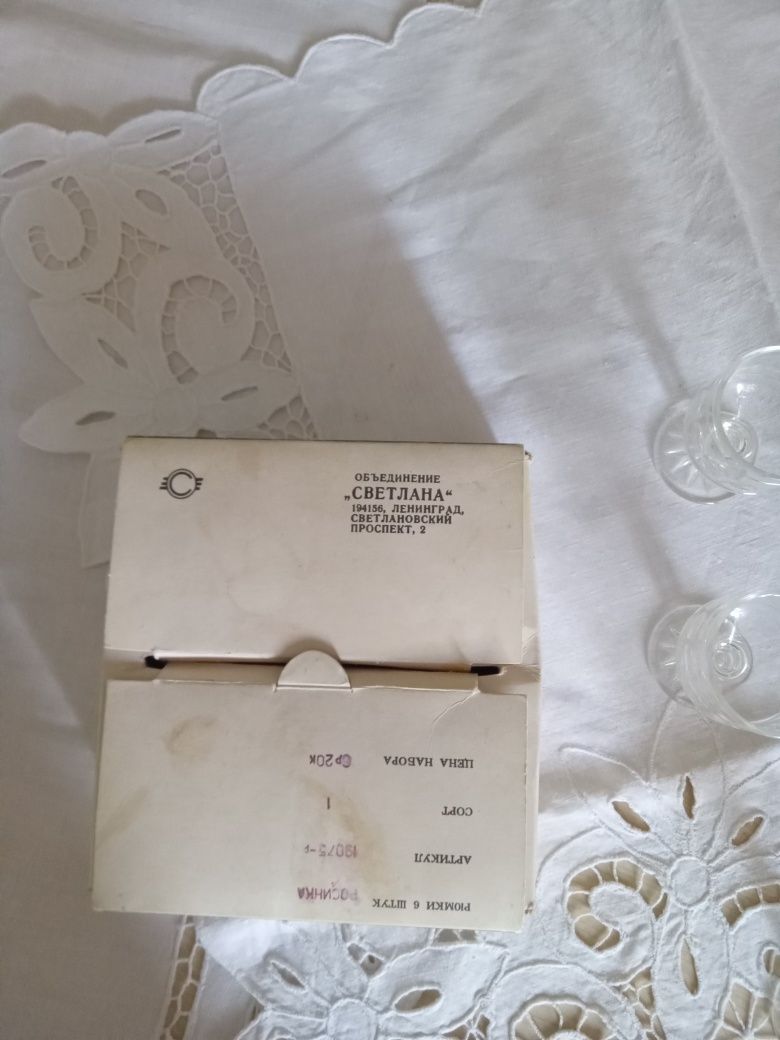 ОБЪЕДИНЕНИЕ
„СВЕТЛАНА“
194156, ЛЕНИНГРАД,
СВЕТЛАНОВСКИЙ
ПРОСПЕКТ, 2
РЮМКИ 6 ШТУК РОСИНКА
АРТИКУЛ
СОРТ 1
ЦЕНА НАБОРА